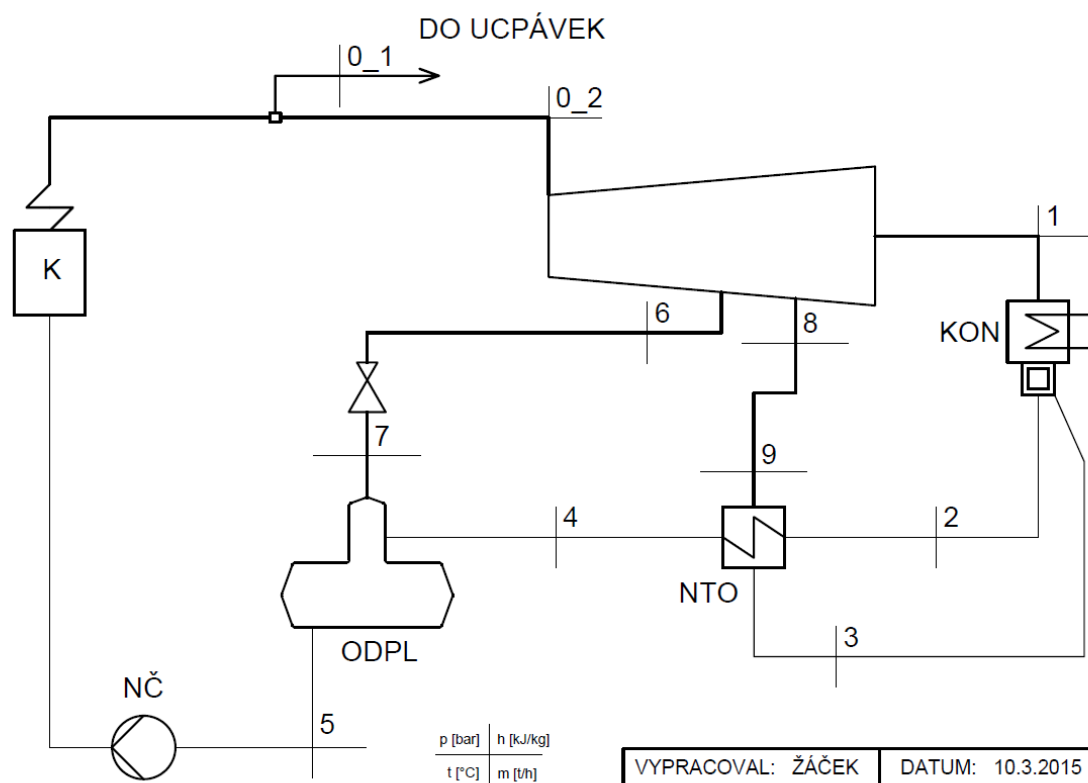 DO UCPÁVEK
0_1
0_2
1
K
6
8
KON
7
9
4
2
NTO
3
ODPL
NČ
5
p [bar] h [kJ/kg]
t [°C] m [t/h]
VYPRACOVAL: ŽÁČEK DATUM: 10.3.2015